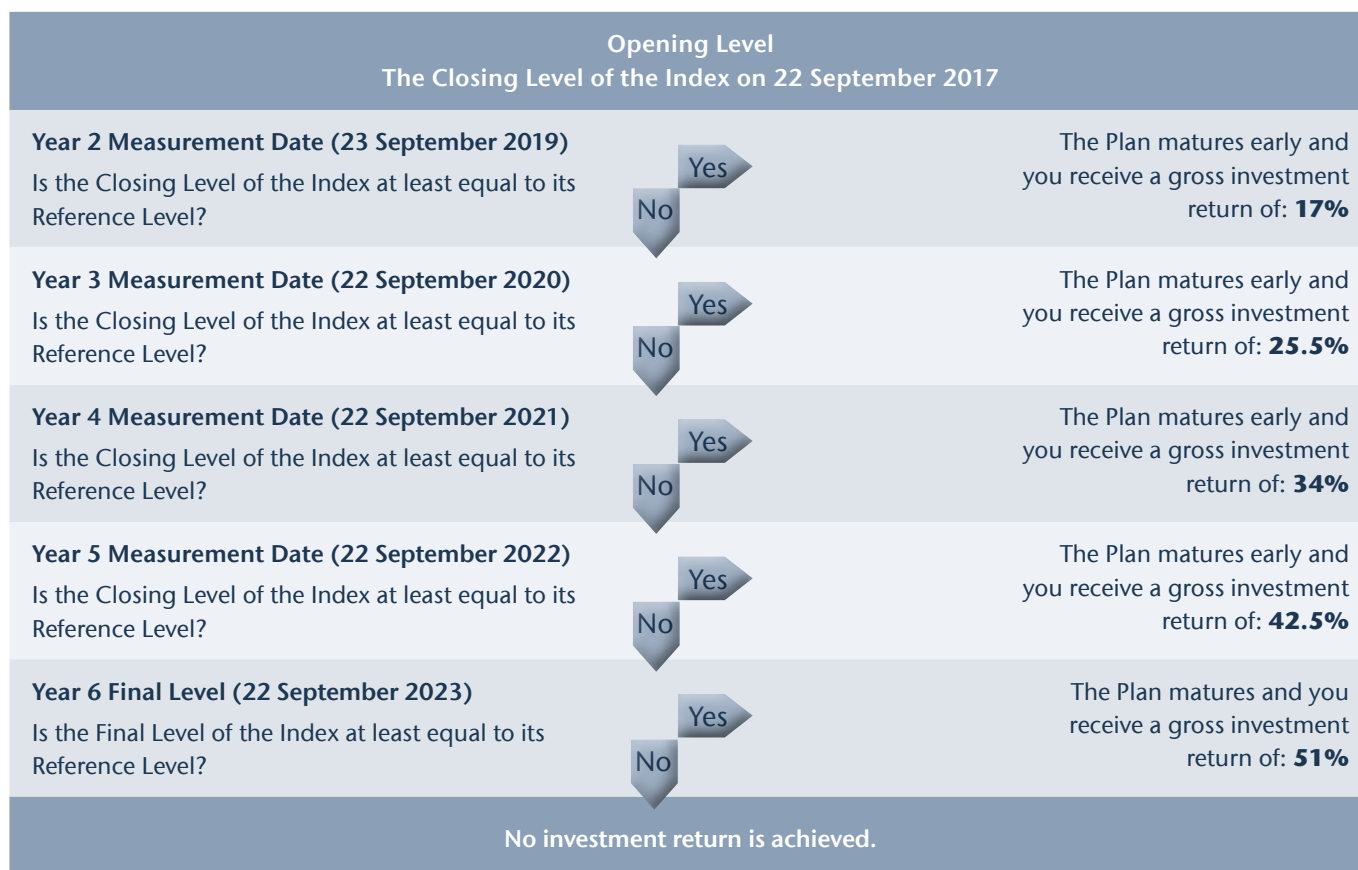 Opening Level
The Closing Level of the Index on 22 September 2017
Year 2 Measurement Date (23 September 2019)
Is the Closing Level of the Index at least equal to its
Reference Level?
Yes
No
The Plan matures early and
you receive a gross investment
return of: 17%
Year 3 Measurement Date (22 September 2020)
Is the Closing Level of the Index at least equal to its
Reference Level?
Yes
No
The Plan matures early and
you receive a gross investment
return of: 25.5%
Year 4 Measurement Date (22 September 2021)
Is the Closing Level of the Index at least equal to its
Reference Level?
Yes
No
The Plan matures early and
you receive a gross investment
return of: 34%
Year 5 Measurement Date (22 September 2022)
Is the Closing Level of the Index at least equal to its
Reference Level?
Yes
No
The Plan matures early and
you receive a gross investment
return of: 42.5%
Year 6 Final Level (22 September 2023)
Is the Final Level of the Index at least equal to its
Reference Level?
Yes
No
The Plan matures and you
receive a gross investment
return of: 51%
No investment return is achieved.